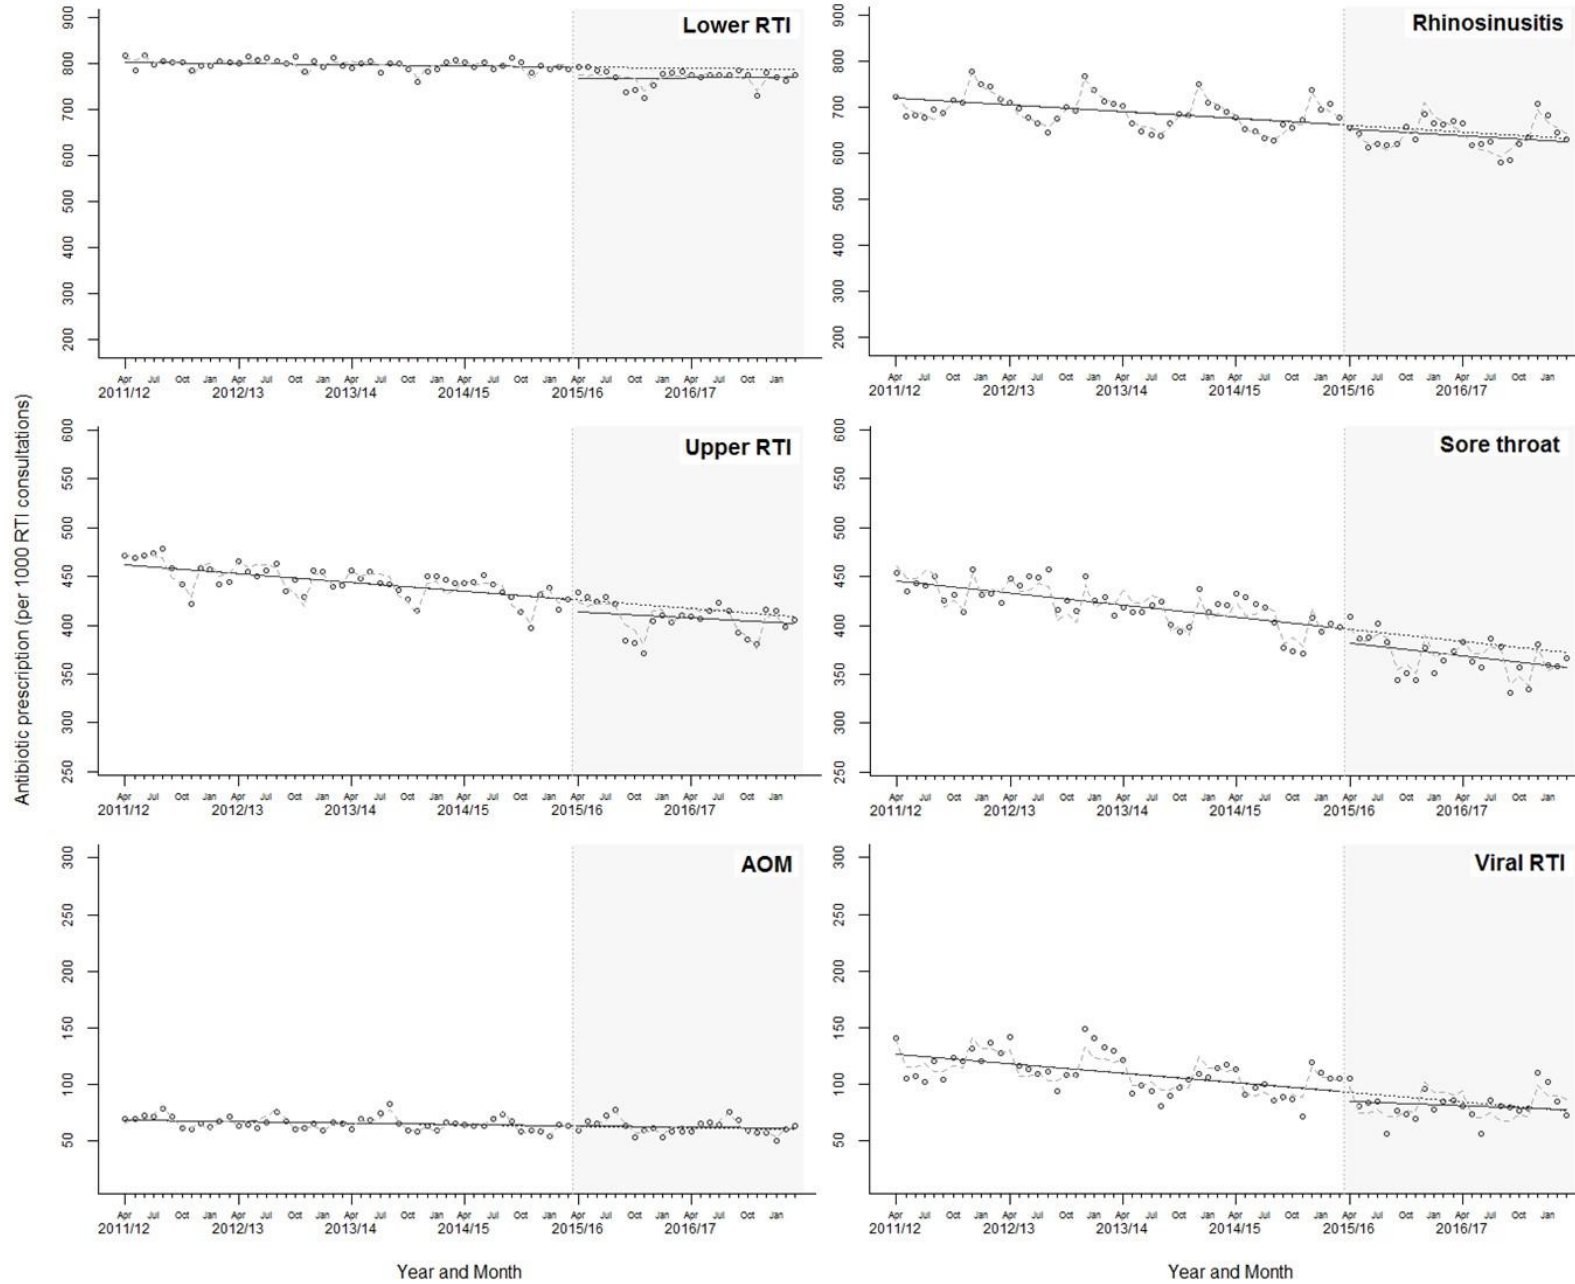 Antibiotic prescription (per 1000 RTI consultations)
Lower RTI
900
800
700
600
500
400
300
200
Apr Jul Oct Jan Apr Jul Oct Jan Apr Jul Oct Jan Apr Jul Oct Jan Apr Jul Oct Jan Apr Jul Oct Jan
2011/12 2012/13 2013/14 2014/15 2015/16 2016/17
Rhinosinusitis
900
800
700
600
500
400
300
200
Apr Jul Oct Jan Apr Jul Oct Jan Apr Jul Oct Jan Apr Jul Oct Jan Apr Jul Oct Jan Apr Jul Oct Jan
2011/12 2012/13 2013/14 2014/15 2015/16 2016/17
Upper RTI
600
550
500
450
400
350
300
250
Apr Jul Oct Jan Apr Jul Oct Jan Apr Jul Oct Jan Apr Jul Oct Jan Apr Jul Oct Jan Apr Jul Oct Jan
2011/12 2012/13 2013/14 2014/15 2015/16 2016/17
Sore throat
600
550
500
450
400
350
300
250
Apr Jul Oct Jan Apr Jul Oct Jan Apr Jul Oct Jan Apr Jul Oct Jan Apr Jul Oct Jan Apr Jul Oct Jan
2011/12 2012/13 2013/14 2014/15 2015/16 2016/17
AOM
300
250
200
150
100
50
Apr Jul Oct Jan Apr Jul Oct Jan Apr Jul Oct Jan Apr Jul Oct Jan Apr Jul Oct Jan Apr Jul Oct Jan
2011/12 2012/13 2013/14 2014/15 2015/16 2016/17
Viral RTI
300
250
200
150
100
50
Apr Jul Oct Jan Apr Jul Oct Jan Apr Jul Oct Jan Apr Jul Oct Jan Apr Jul Oct Jan Apr Jul Oct Jan
2011/12 2012/13 2013/14 2014/15 2015/16 2016/17
Year and Month
Year and Month